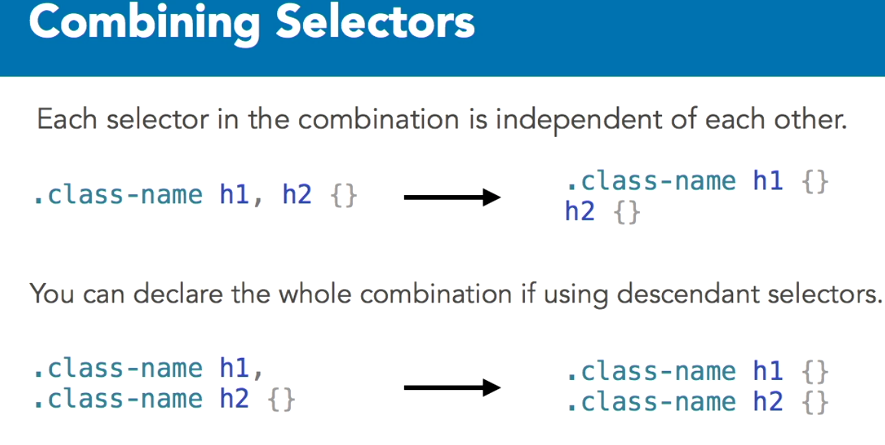 Combining Selectors
Each selector in the combination is independent of each other.
.class-name h1, h2 {}
.class-name h1 {}
h2 {}
You can declare the whole combination if using descendant selectors.
.class-name h1,
.class-name h2 {}
.class-name h1 {}
.class-name h2 {}